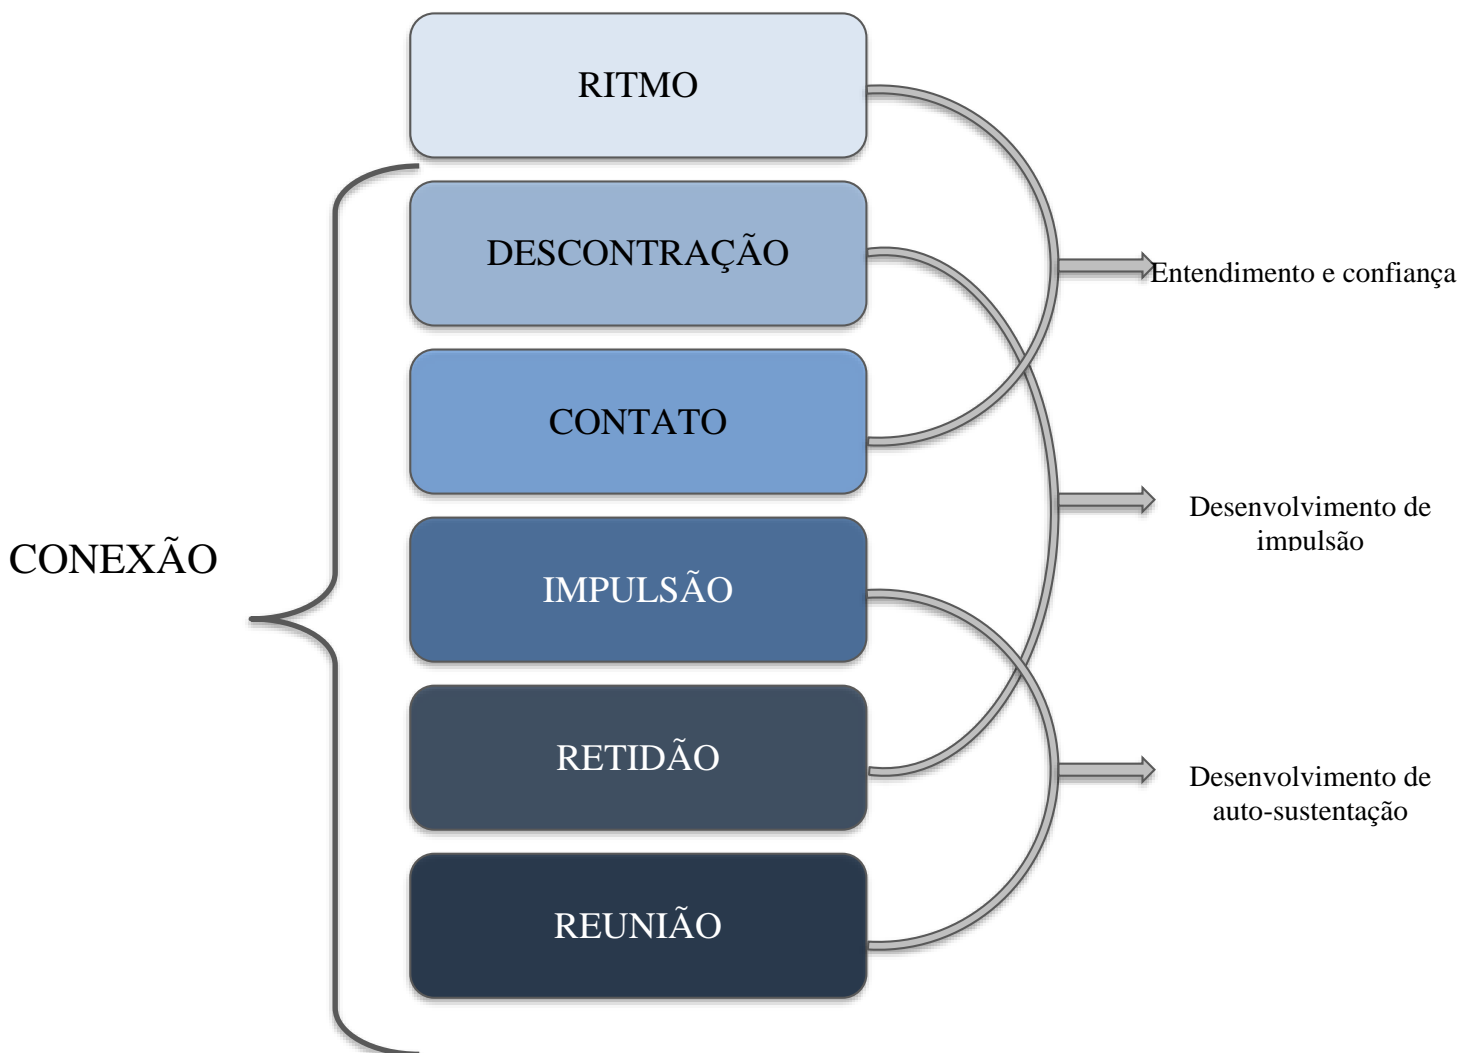 RITMO
DESCONTRAÇÃO
Entendimento e confiança
CONTATO
Desenvolvimento de
impulsão
CONEXÃO
IMPULSÃO
RETIDÃO
Desenvolvimento de
auto-sustentação
REUNIÃO